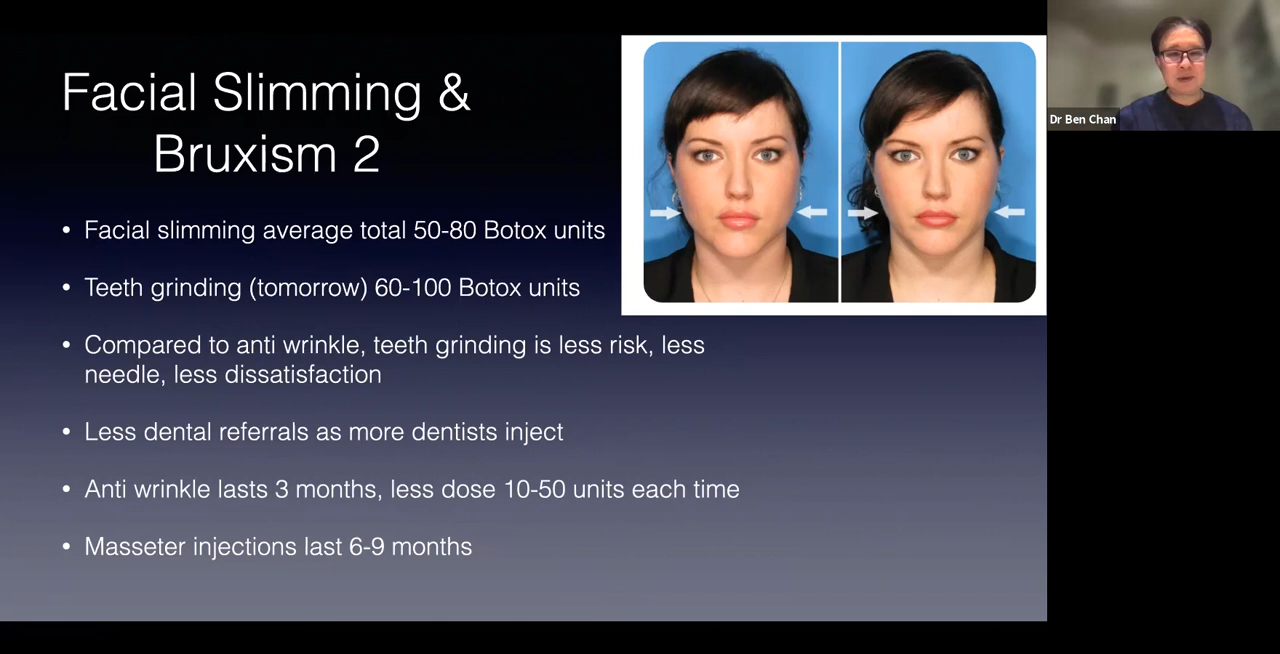 Facial Slimming &
Bruxism 2
• Facial slimming average total 50-80 Botox units
• Teeth grinding (tomorrow) 60-100 Botox units
• Compared to anti wrinkle, teeth grinding is less risk, less
needle, less dissatisfaction
• Less dental referrals as more dentists inject
• Anti wrinkle lasts 3 months, less dose 10-50 units each time
• Masseter injections last 6-9 months
Dr Ben Chan